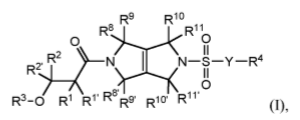 R⁸ R⁹ R¹⁰ R¹¹
R² O
R²' N N O
S Y R⁴
O
R³ O R¹ R¹' R⁸' R⁹' R¹⁰' R¹¹'
(I),